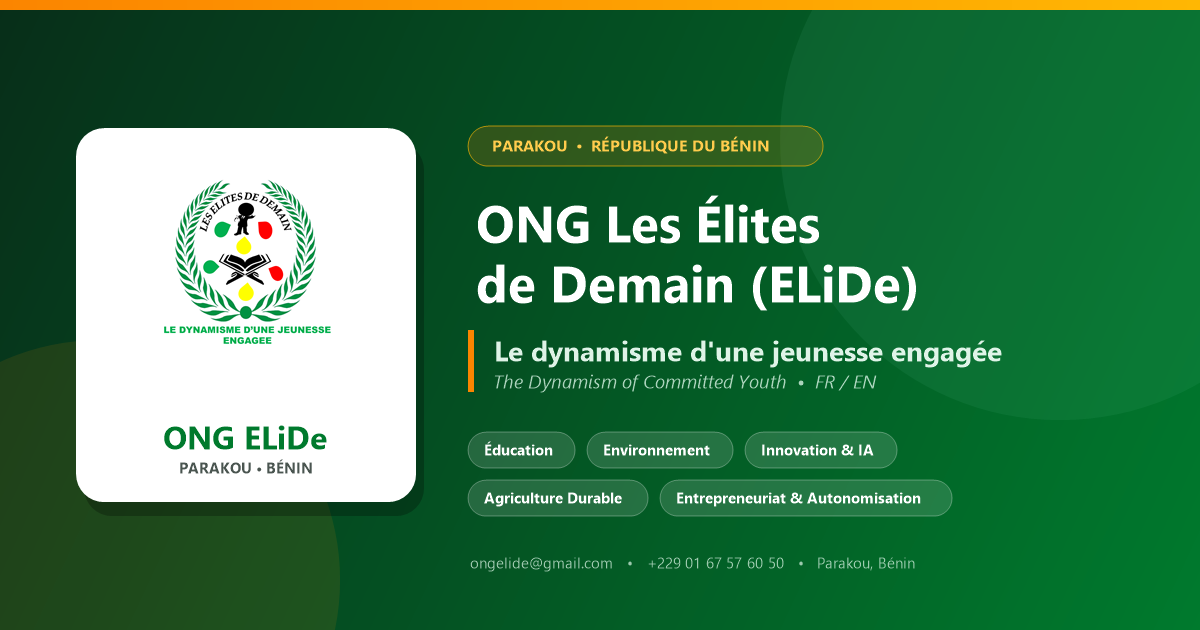 LES ELITES DE DEMAIN
LE DYNAMISME D'UNE JEUNESSE
ENGAGEE
ONG ELiDe
PARAKOU • BÉNIN
PARAKOU • RÉPUBLIQUE DU BÉNIN
ONG Les Élites
de Demain (ELiDe)
Le dynamisme d'une jeunesse engagée
The Dynamism of Committed Youth • FR / EN
Éducation
Environnement
Innovation & IA
Agriculture Durable
Entrepreneuriat & Autonomisation
ongelide@gmail.com • +229 01 67 57 60 50 • Parakou, Bénin